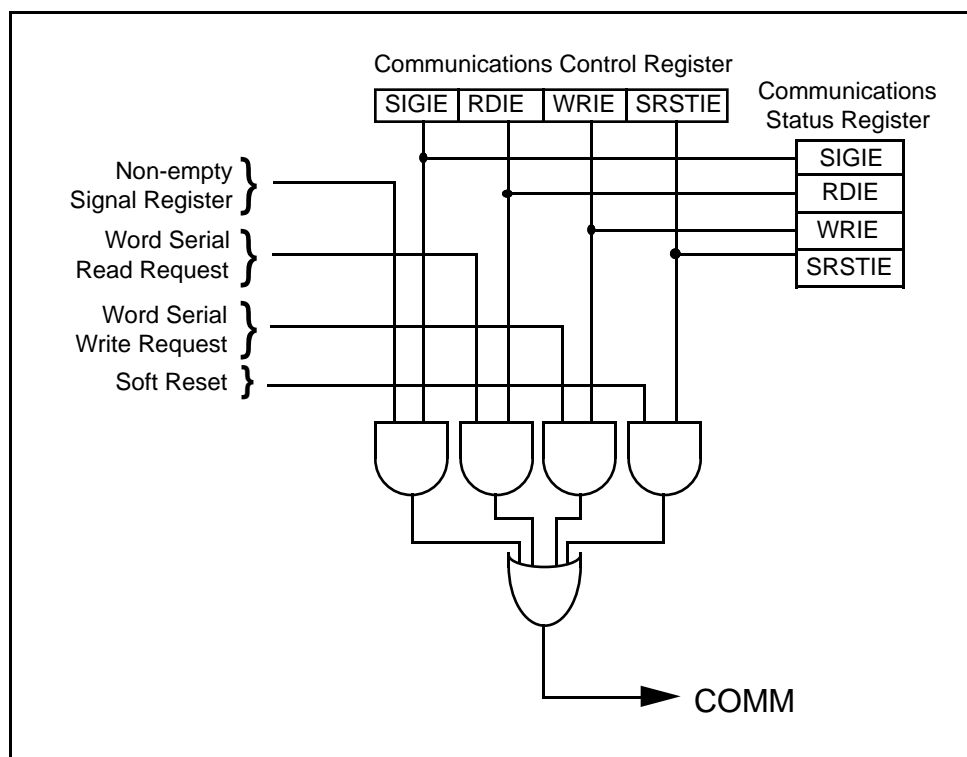 Communications Control Register
SIGIE RDIE WRIE SRSTIE
Communications
Status Register
SIGIE
RDIE
WRIE
SRSTIE
Non-empty
Signal Register
Word Serial
Read Request
Word Serial
Write Request
Soft Reset
COMM